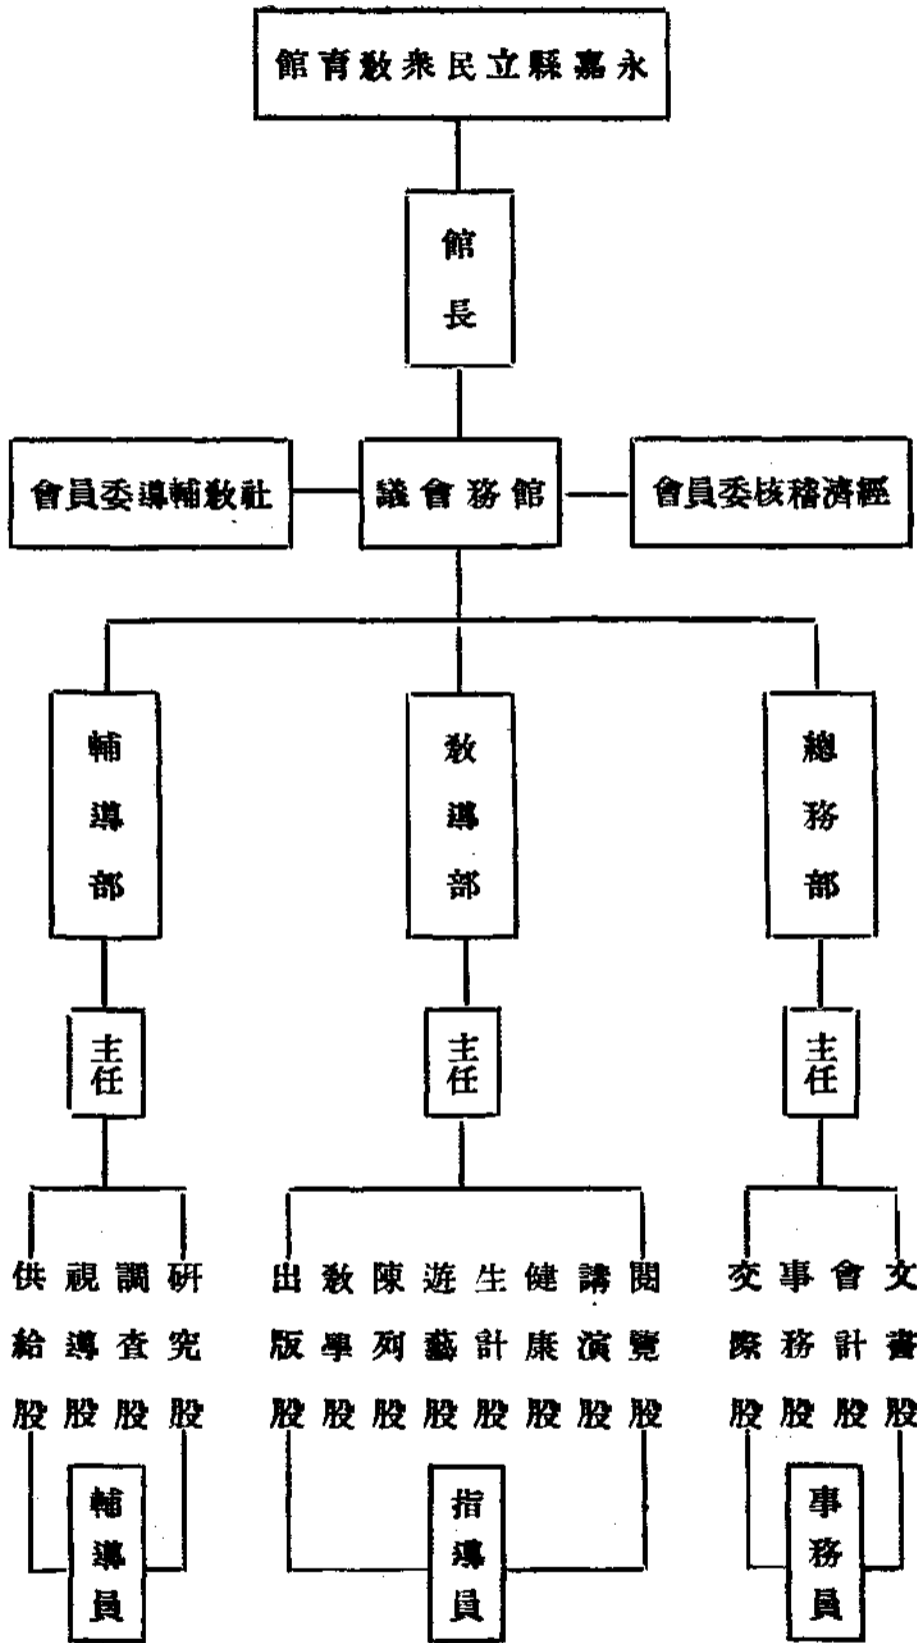 永嘉縣立民衆敎育館
館長
經濟稽核委員會
館務會議
社敎輔導委員會
總務部
敎導部
輔導部
主任
主任
主任
文書股
會計股
事務股
交際股
閱覽股
講演股
健康股
生計股
遊藝股
陳列股
敎學股
出版股
研究股
調查股
視導股
供給股
事務員
指導員
輔導員